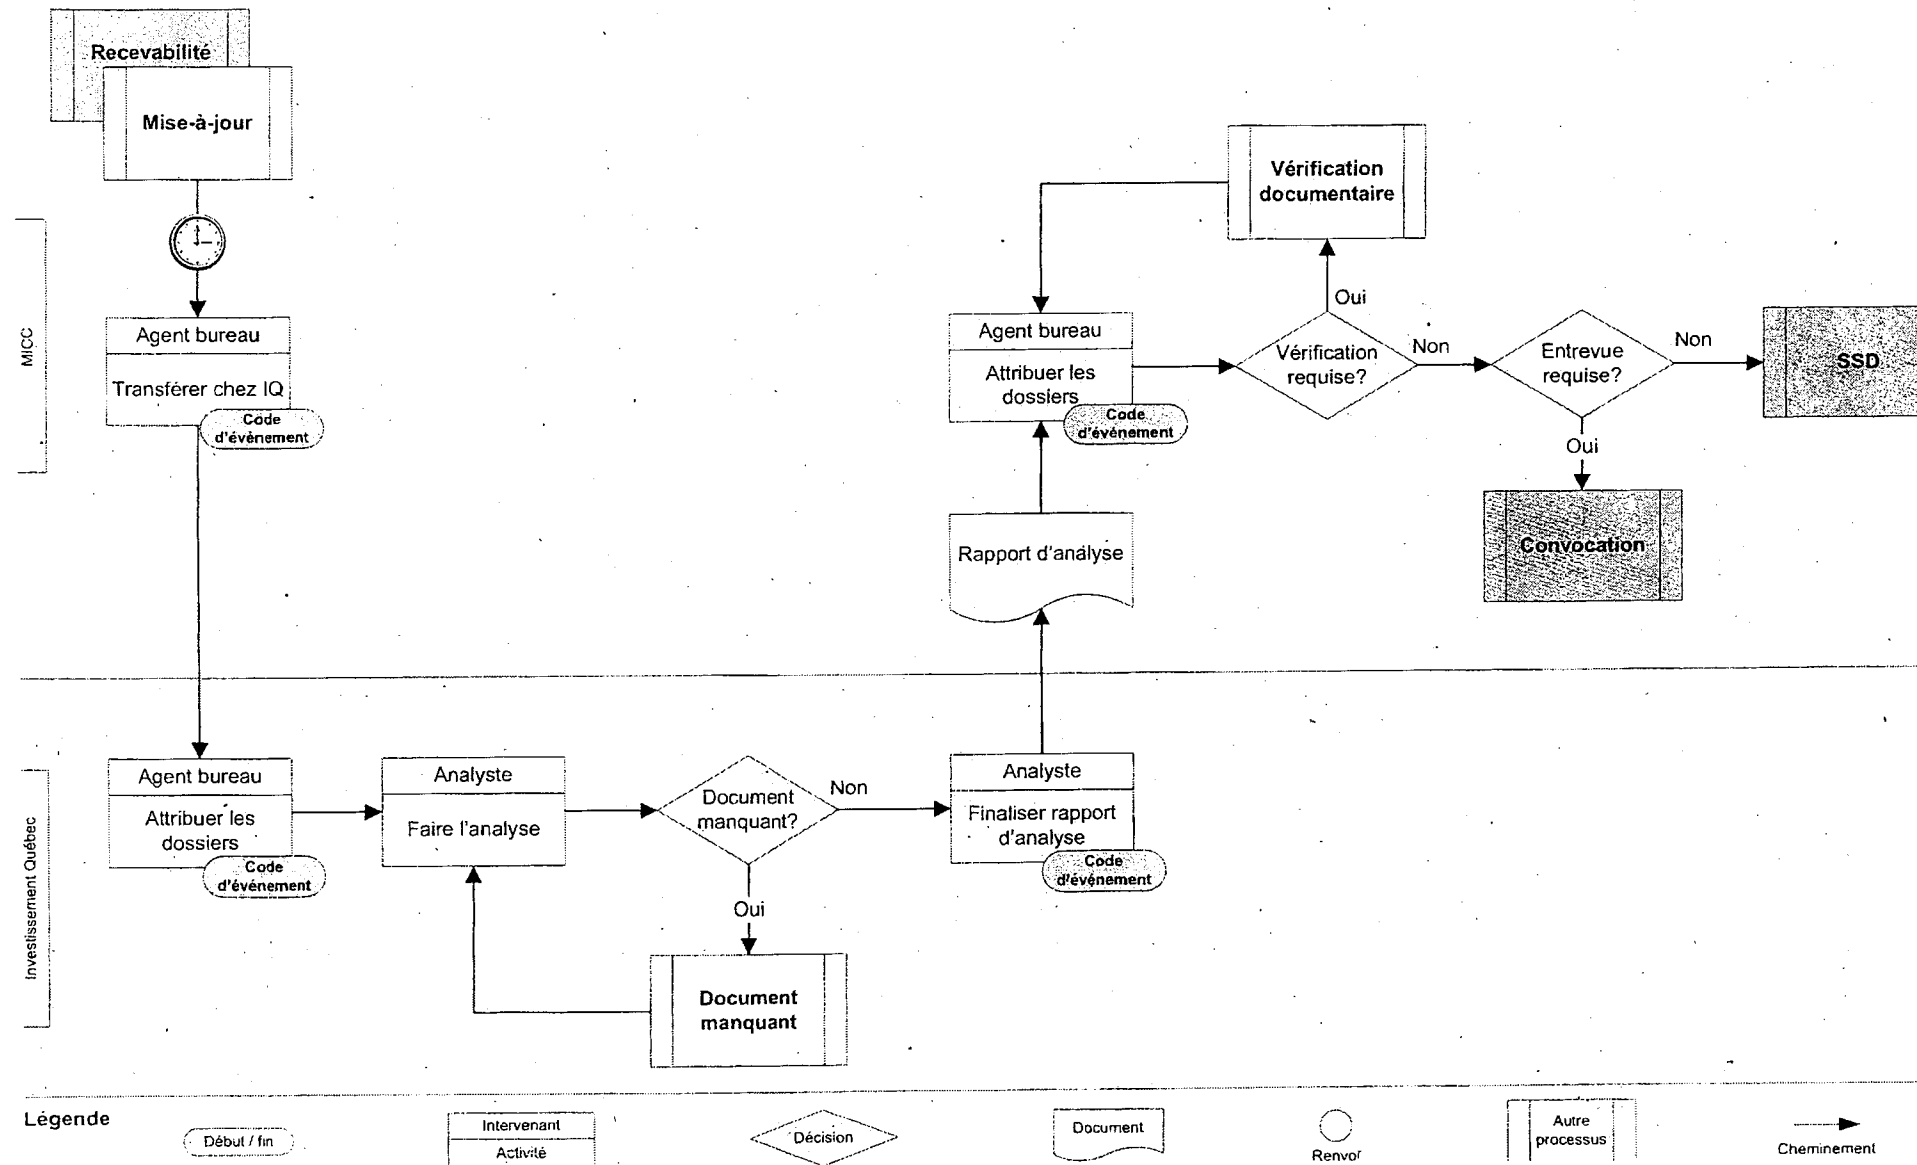 Recevabilité
Mise-à-jour
MICC
Agent bureau
Transférer chez IQ
Code
d'événement
Vérification
documentaire
Agent bureau
Attribuer les
dossiers
Code
d'événement
Vérification
requise?
Oui
Non
Entrevue
requise?
Non
SSD
Oui
Convocation
Rapport d'analyse
Investissement Québec
Agent bureau
Attribuer les
dossiers
Code
d'événement
Analyste
Faire l'analyse
Document
manquant?
Non
Oui
Document
manquant
Analyste
Finaliser rapport
d'analyse
Code
d'événement
Légende
Début / fin
Intervenant
Activité
Décision
Document
Renvoi
Autre
processus
Cheminement